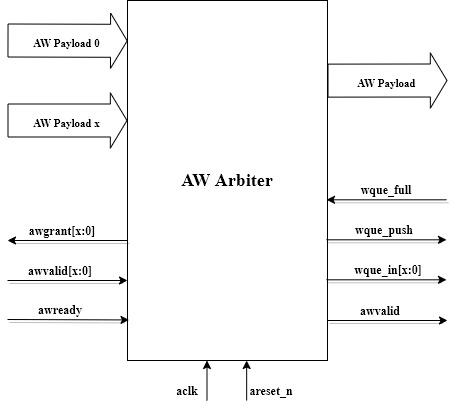 AW Payload 0
AW Payload
AW Payload x
AW Arbiter
wque_full
awgrant[x:0]
wque_push
awvalid[x:0]
wque_in[x:0]
awready
awvalid
aclk
areset_n